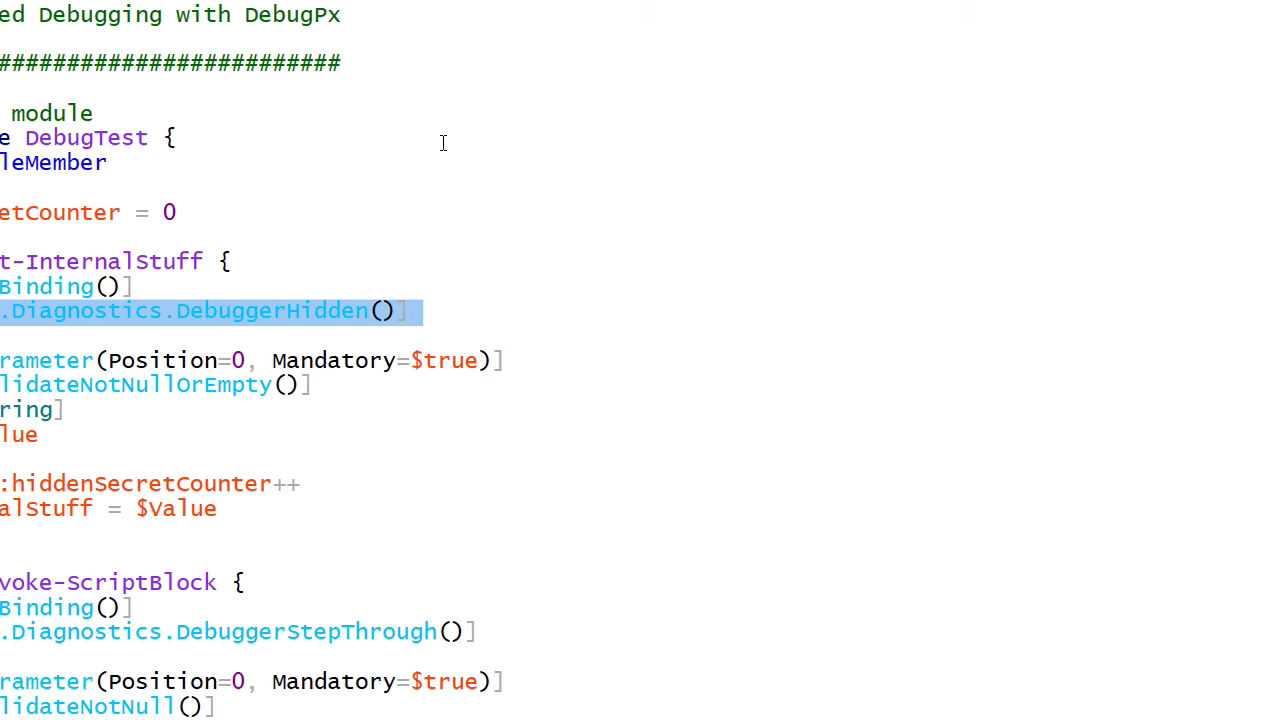 ed Debugging with DebugPx
#########################
module
e DebugTest {
leMember
etCounter = 0
t-InternalStuff {
Binding()]
.Diagnostics.DebuggerHidden()]
rameter(Position=0, Mandatory=$true)]
lidateNotNullOrEmpty()]
ring]
lue
:hiddenSecretCounter++
alStuff = $Value
voke-ScriptBlock {
Binding()]
.Diagnostics.DebuggerStepThrough()]
rameter(Position=0, Mandatory=$true)]
lidateNotNull()]